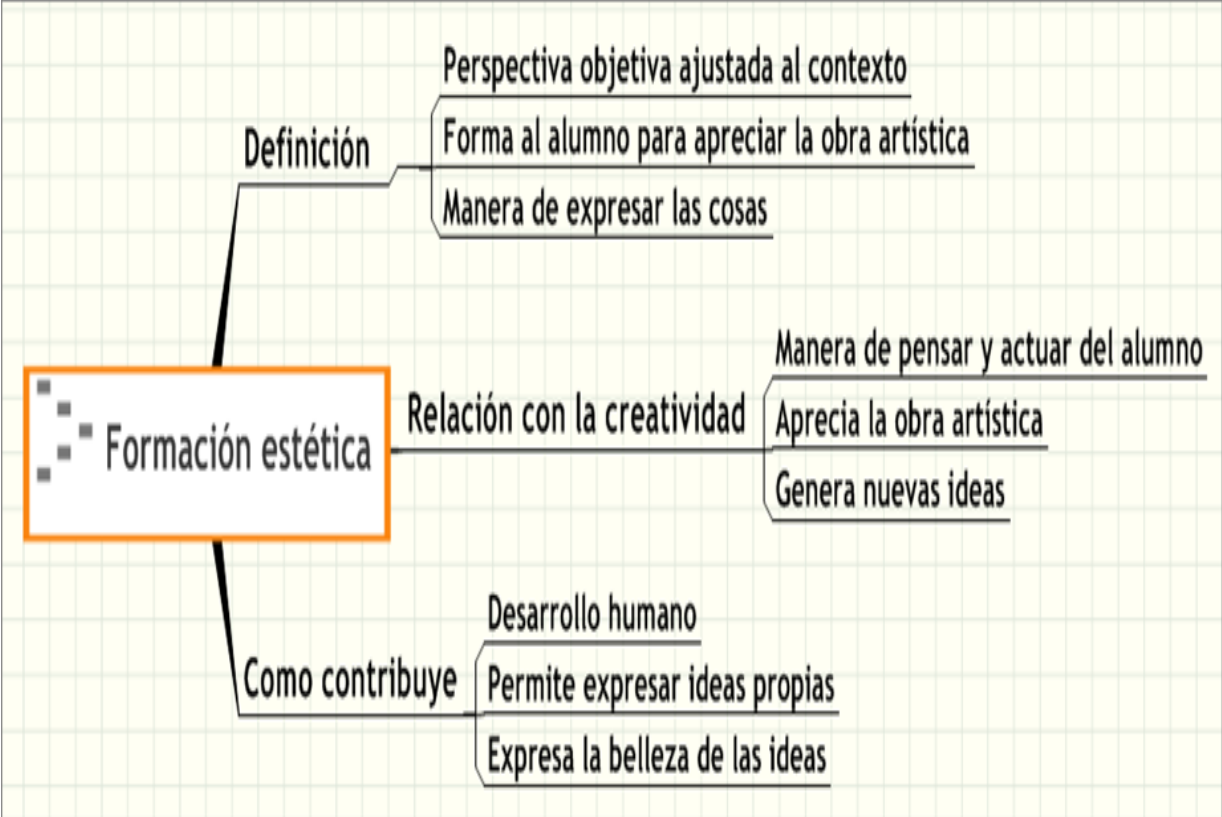 Formación estética
Definición
Perspectiva objetiva ajustada al contexto
Forma al alumno para apreciar la obra artística
Manera de expresar las cosas
Relación con la creatividad
Manera de pensar y actuar del alumno
Aprecia la obra artística
Genera nuevas ideas
Como contribuye
Desarrollo humano
Permite expresar ideas propias
Expresa la belleza de las ideas